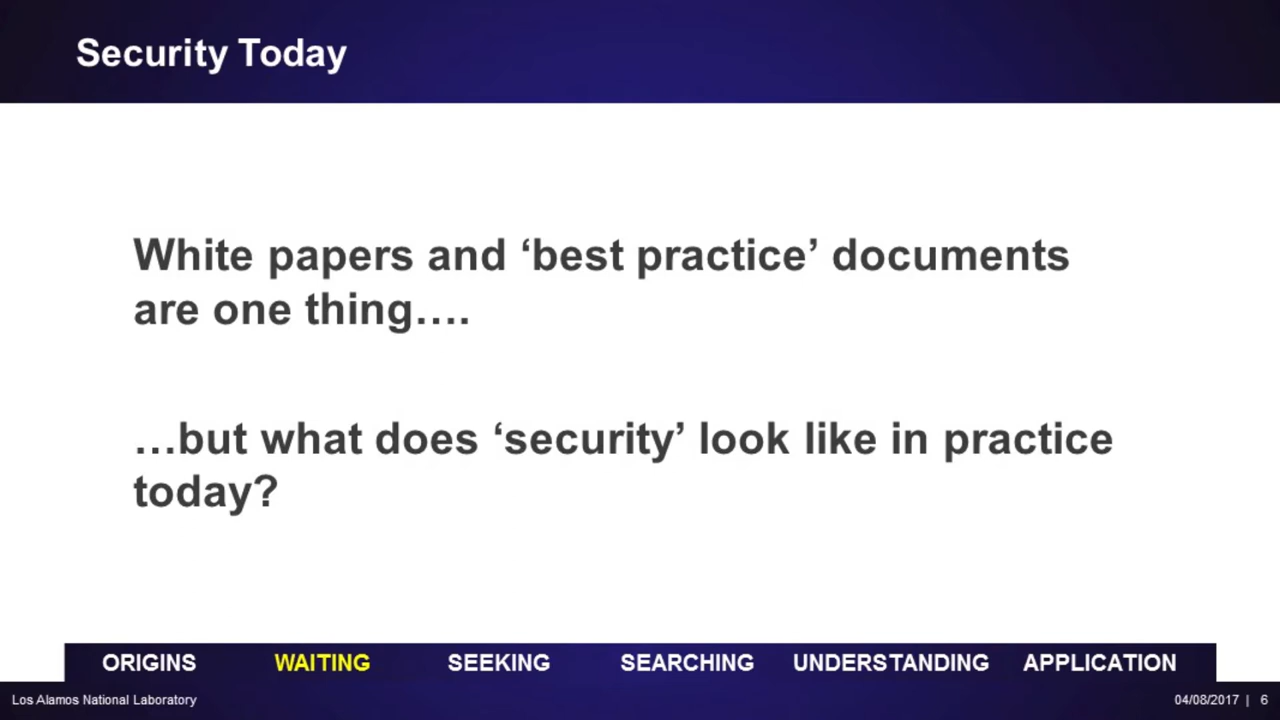 Security Today
White papers and ‘best practice’ documents
are one thing….
…but what does ‘security’ look like in practice
today?
ORIGINS WAITING SEEKING SEARCHING UNDERSTANDING APPLICATION
Los Alamos National Laboratory 04/08/2017 | 6